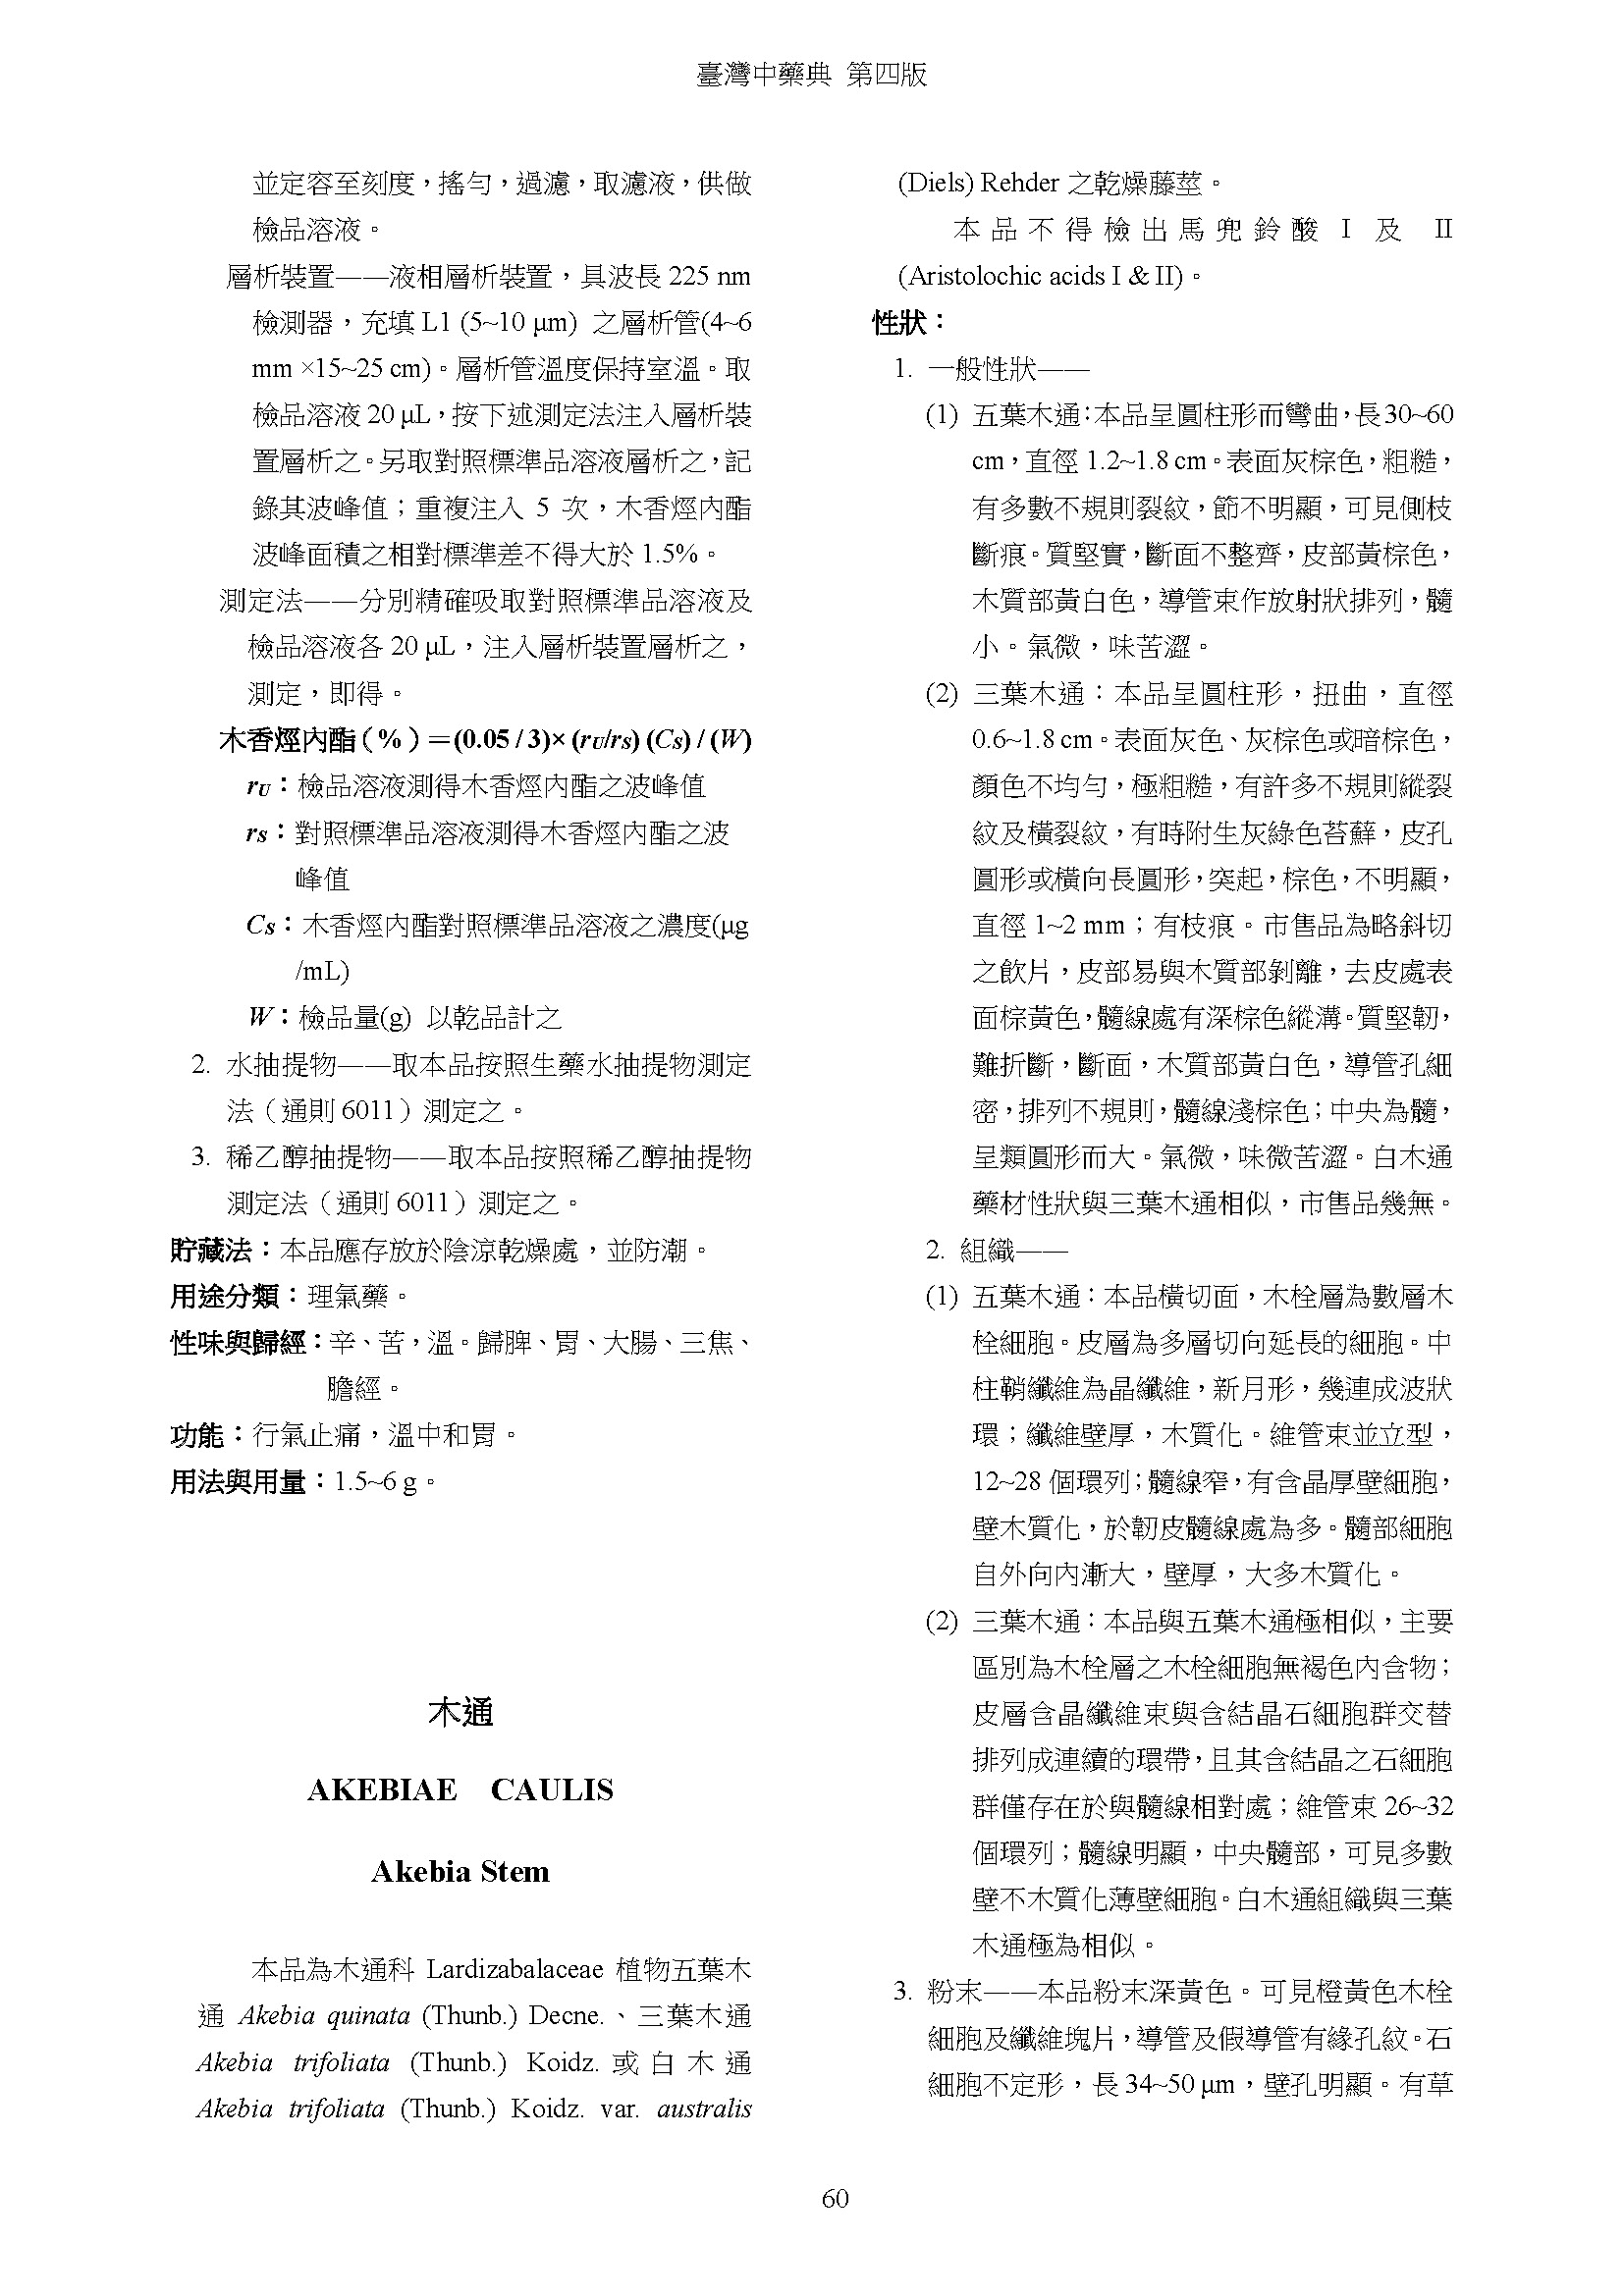 臺灣中藥典 第四版
並定容至刻度，搖勻，過濾，取濾液，供做
檢品溶液。
層析裝置——液相層析裝置，具波長 225 nm
檢測器，充填 L1 (5~10 μm) 之層析管(4~6
mm ×15~25 cm)。層析管溫度保持室溫。取
檢品溶液 20 μL，按下述測定法注入層析裝
置層析之。另取對照標準品溶液層析之，記
錄其波峰值；重複注入 5 次，木香烴內酯
波峰面積之相對標準差不得大於 1.5%。
測定法——分別精確吸取對照標準品溶液及
檢品溶液各 20 μL，注入層析裝置層析之，
測定，即得。
木香烴內酯（%）＝(0.05 / 3)× (rU/rS) (CS) / (W)
rU：檢品溶液測得木香烴內酯之波峰值
rS：對照標準品溶液測得木香烴內酯之波
峰值
CS：木香烴內酯對照標準品溶液之濃度(μg
/mL)
W：檢品量(g) 以乾品計之
2. 水抽提物——取本品按照生藥水抽提物測定
法（通則 6011）測定之。
3. 稀乙醇抽提物——取本品按照稀乙醇抽提物
測定法（通則 6011）測定之。
貯藏法：本品應存放於陰涼乾燥處，並防潮。
用途分類：理氣藥。
性味與歸經：辛、苦，溫。歸脾、胃、大腸、三焦、
膽經。
功能：行氣止痛，溫中和胃。
用法與用量：1.5~6 g。
木通
AKEBIAE CAULIS
Akebia Stem
本品為木通科 Lardizabalaceae 植物五葉木
通 Akebia quinata (Thunb.) Decne.、三葉木通
Akebia trifoliata (Thunb.) Koidz. 或白木通
Akebia trifoliata (Thunb.) Koidz. var. australis
(Diels) Rehder 之乾燥藤莖。
本品不得檢出馬兜鈴酸 I 及 II
(Aristolochic acids I & II)。
性狀：
1. 一般性狀——
(1) 五葉木通：本品呈圓柱形而彎曲，長 30~60
cm，直徑 1.2~1.8 cm。表面灰棕色，粗糙，
有多數不規則裂紋，節不明顯，可見側枝
斷痕。質堅實，斷面不整齊，皮部黃棕色，
木質部黃白色，導管束作放射狀排列，髓
小。氣微，味苦澀。
(2) 三葉木通：本品呈圓柱形，扭曲，直徑
0.6~1.8 cm。表面灰色、灰棕色或暗棕色，
顏色不均勻，極粗糙，有許多不規則縱裂
紋及橫裂紋，有時附生灰綠色苔蘚，皮孔
圓形或橫向長圓形，突起，棕色，不明顯，
直徑 1~2 mm；有枝痕。市售品為略斜切
之飲片，皮部易與木質部剝離，去皮處表
面棕黃色，髓線處有深棕色縱溝。質堅韌，
難折斷，斷面，木質部黃白色，導管孔細
密，排列不規則，髓線淺棕色；中央為髓，
呈類圓形而大。氣微，味微苦澀。白木通
藥材性狀與三葉木通相似，市售品幾無。
2. 組織——
(1) 五葉木通：本品橫切面，木栓層為數層木
栓細胞。皮層為多層切向延長的細胞。中
柱鞘纖維為晶纖維，新月形，幾連成波狀
環；纖維壁厚，木質化。維管束並立型，
12~28 個環列；髓線窄，有含晶厚壁細胞，
壁木質化，於韌皮髓線處為多。髓部細胞
自外向內漸大，壁厚，大多木質化。
(2) 三葉木通：本品與五葉木通極相似，主要
區別為木栓層之木栓細胞無褐色內含物；
皮層含晶纖維束與含結晶石細胞群交替
排列成連續的環帶，且其含結晶之石細胞
群僅存在於與髓線相對處；維管束 26~32
個環列；髓線明顯，中央髓部，可見多數
壁不木質化薄壁細胞。白木通組織與三葉
木通極為相似。
3. 粉末——本品粉末深黃色。可見橙黃色木栓
細胞及纖維塊片，導管及假導管有緣孔紋。石
細胞不定形，長 34~50 μm，壁孔明顯。有草
60